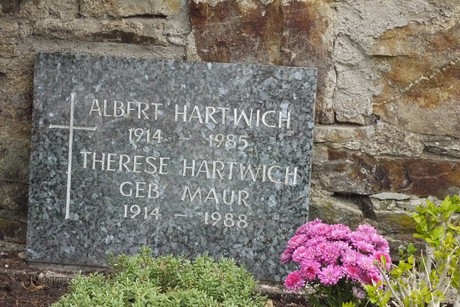 ALBERT HARTWICH
1914 - 1985
THERESE HARTWICH
GEB MAUR
1914 - 1988